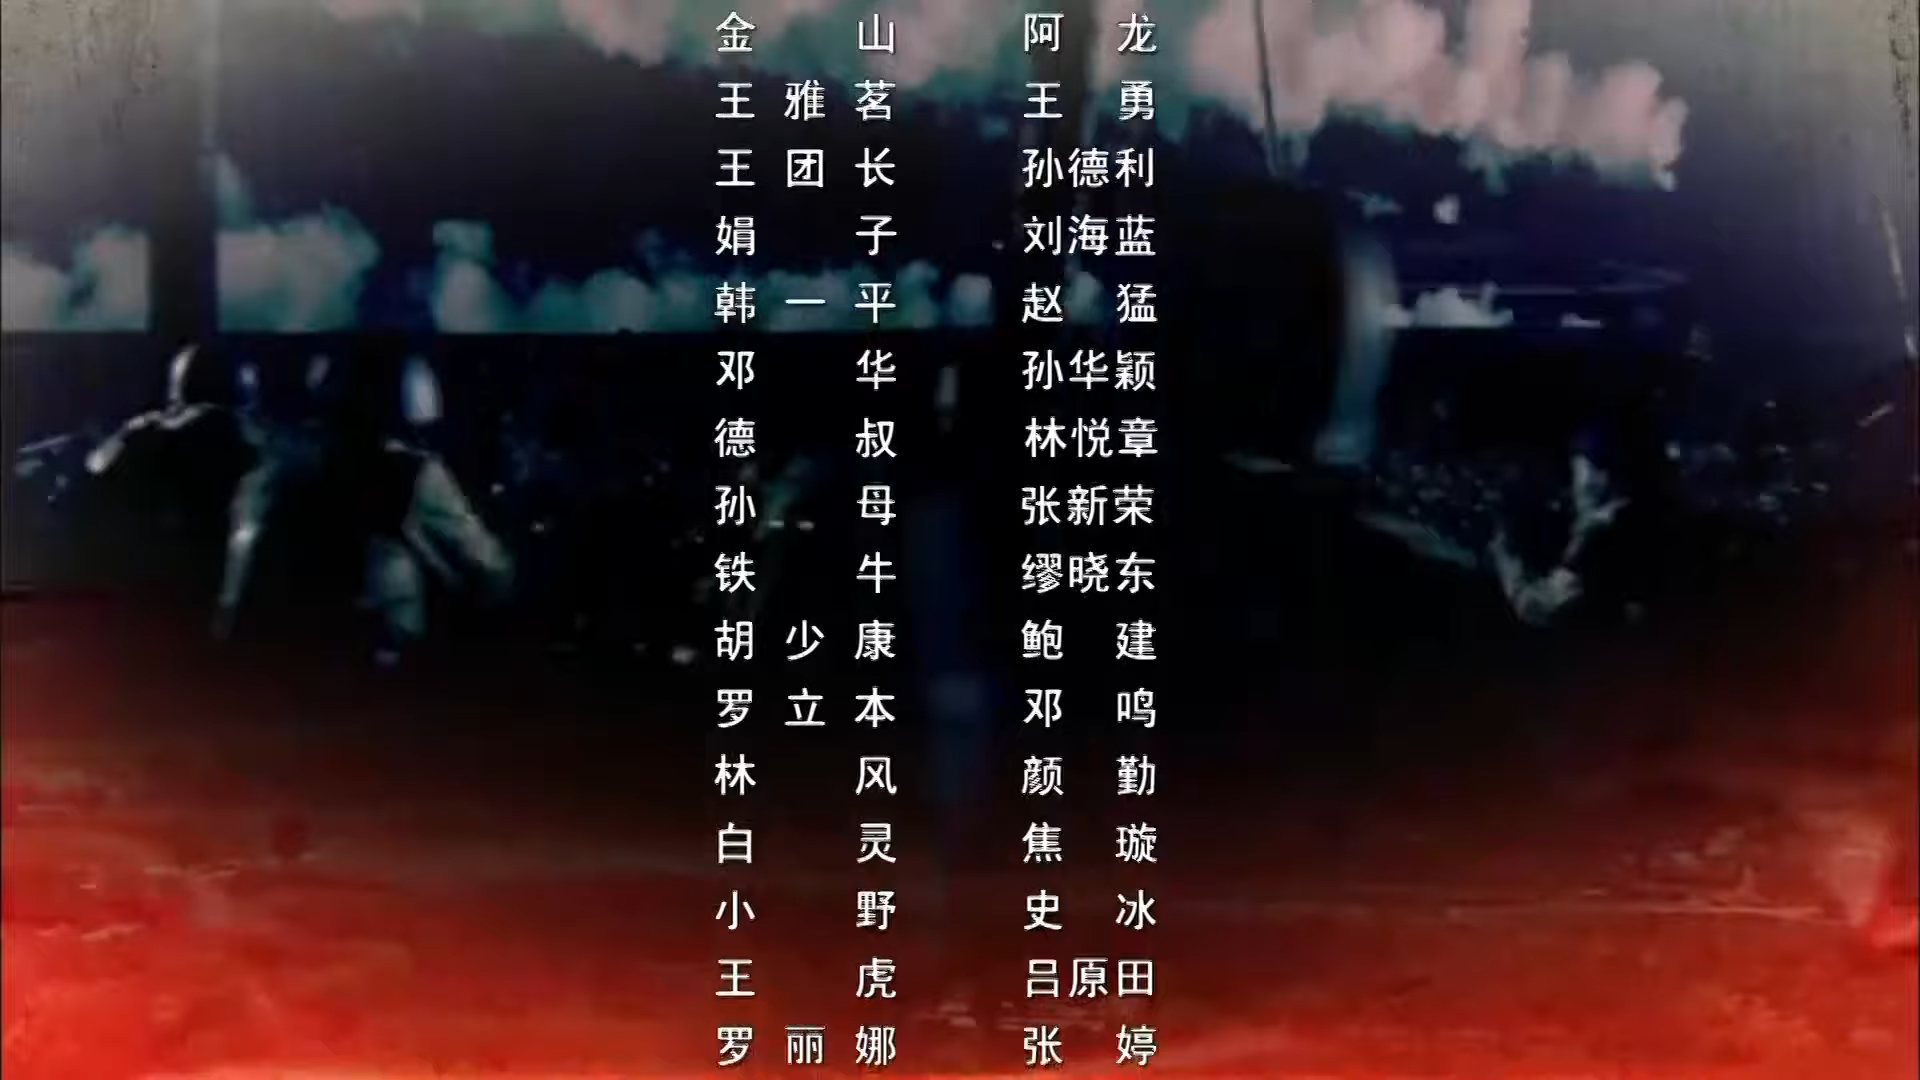 金山 阿龙
王雅茗 王勇
王团长 孙德利
娟子 刘海蓝
韩一平 赵猛
邓华 孙华颖
德叔 林悦章
孙母 张新荣
铁牛 缪晓东
胡少康 鲍建
罗立本 邓鸣
林风 颜勤
白灵 焦璇
小野 史冰
王虎 吕原田
罗丽娜 张婷